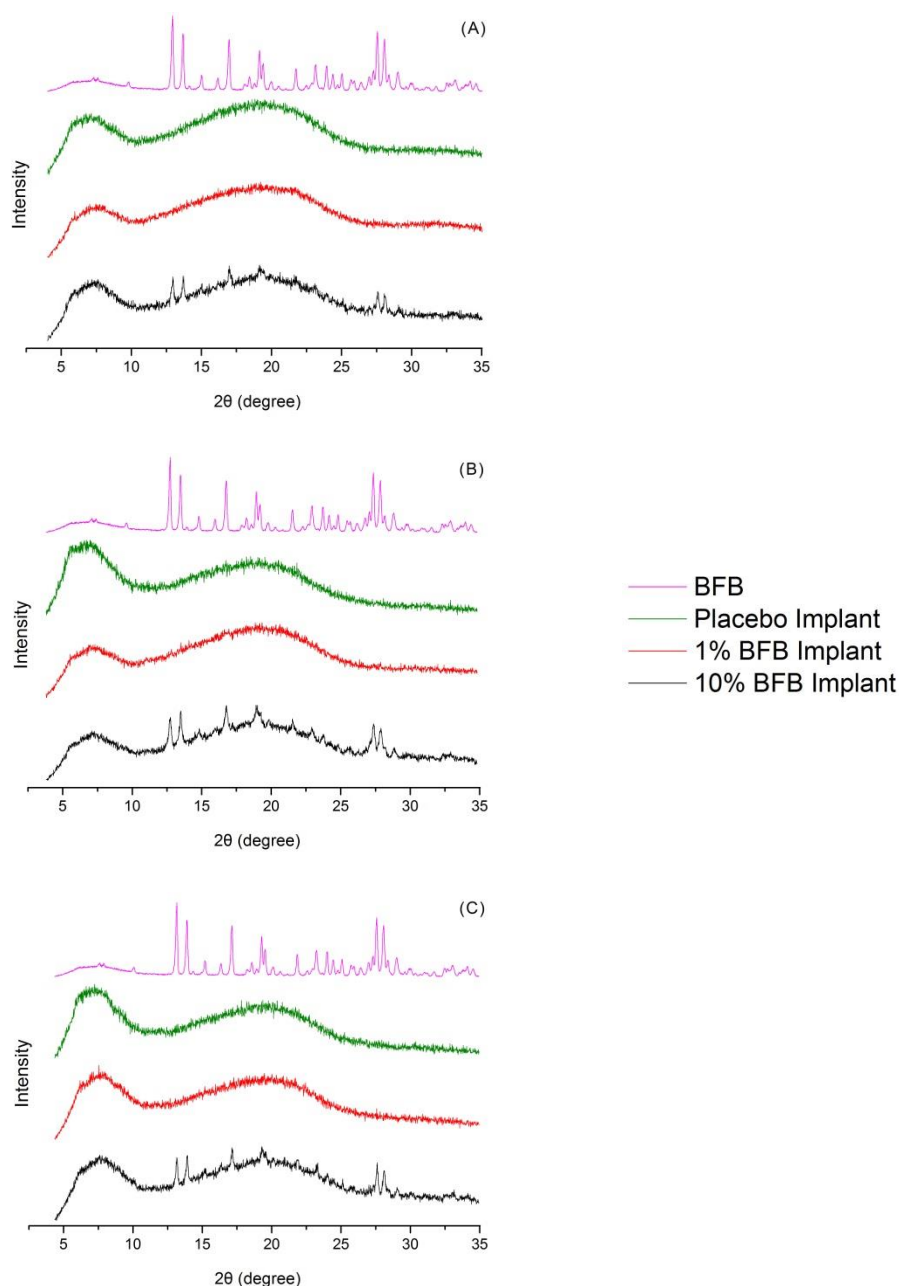 (A)
Intensity
5 10 15 20 25 30 35
2θ (degree)
(B)
Intensity
5 10 15 20 25 30 35
2θ (degree)
BFB
Placebo Implant
1% BFB Implant
10% BFB Implant
(C)
Intensity
5 10 15 20 25 30 35
2θ (degree)